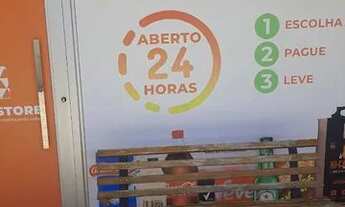 ABERTO
24
HORAS
1 ESCOLHA
2 PAGUE
3 LEVE
STORE